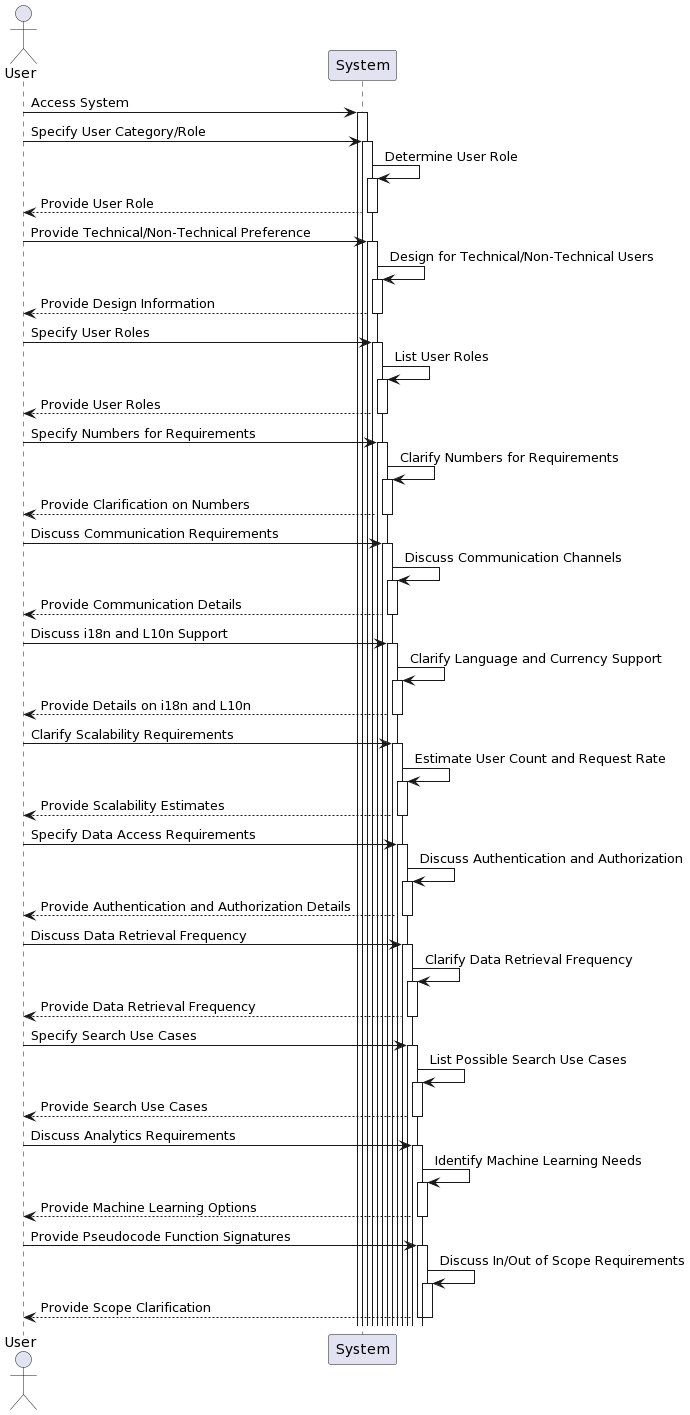 User
System
Access System
Specify User Category/Role
Determine User Role
Provide User Role
Provide Technical/Non-Technical Preference
Design for Technical/Non-Technical Users
Provide Design Information
Specify User Roles
List User Roles
Provide User Roles
Specify Numbers for Requirements
Clarify Numbers for Requirements
Provide Clarification on Numbers
Discuss Communication Requirements
Discuss Communication Channels
Provide Communication Details
Discuss i18n and L10n Support
Clarify Language and Currency Support
Provide Details on i18n and L10n
Clarify Scalability Requirements
Estimate User Count and Request Rate
Provide Scalability Estimates
Specify Data Access Requirements
Discuss Authentication and Authorization
Provide Authentication and Authorization Details
Discuss Data Retrieval Frequency
Clarify Data Retrieval Frequency
Provide Data Retrieval Frequency
Specify Search Use Cases
List Possible Search Use Cases
Provide Search Use Cases
Discuss Analytics Requirements
Identify Machine Learning Needs
Provide Machine Learning Options
Provide Pseudocode Function Signatures
Discuss In/Out of Scope Requirements
Provide Scope Clarification
User
System